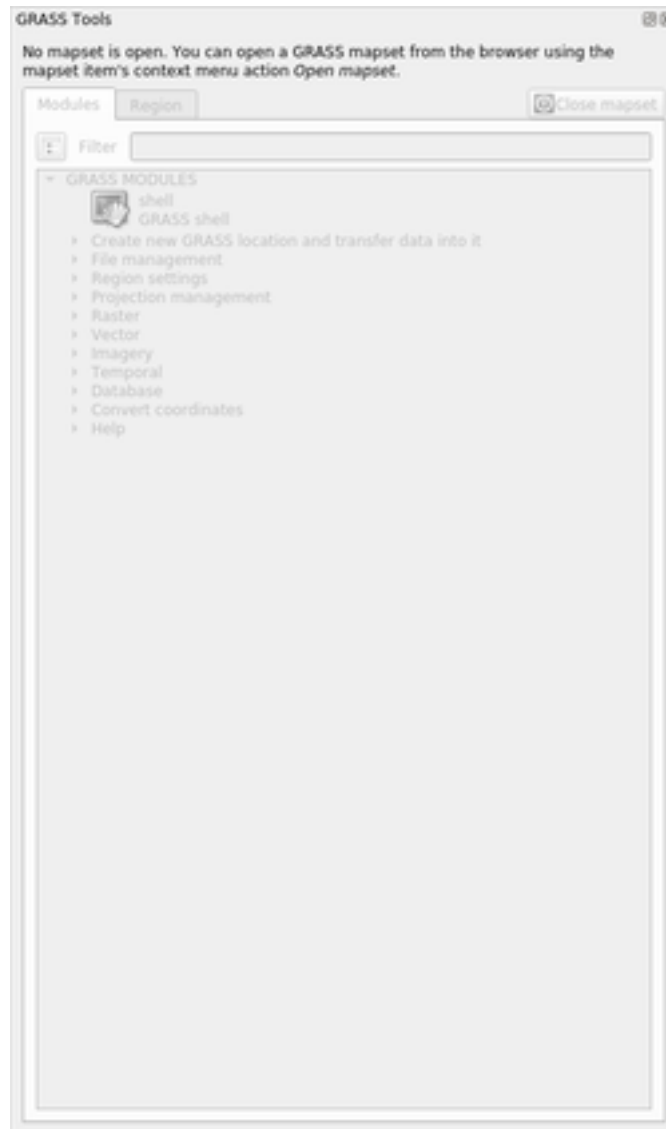 GRASS Tools
No mapset is open. You can open a GRASS mapset from the browser using the
mapset item's context menu action Open mapset.
Modules Region Close mapset
Filter
GRASS MODULES
shell
GRASS shell
Create new GRASS location and transfer data into it
File management
Region settings
Projection management
Raster
Vector
Imagery
Temporal
Database
Convert coordinates
Help